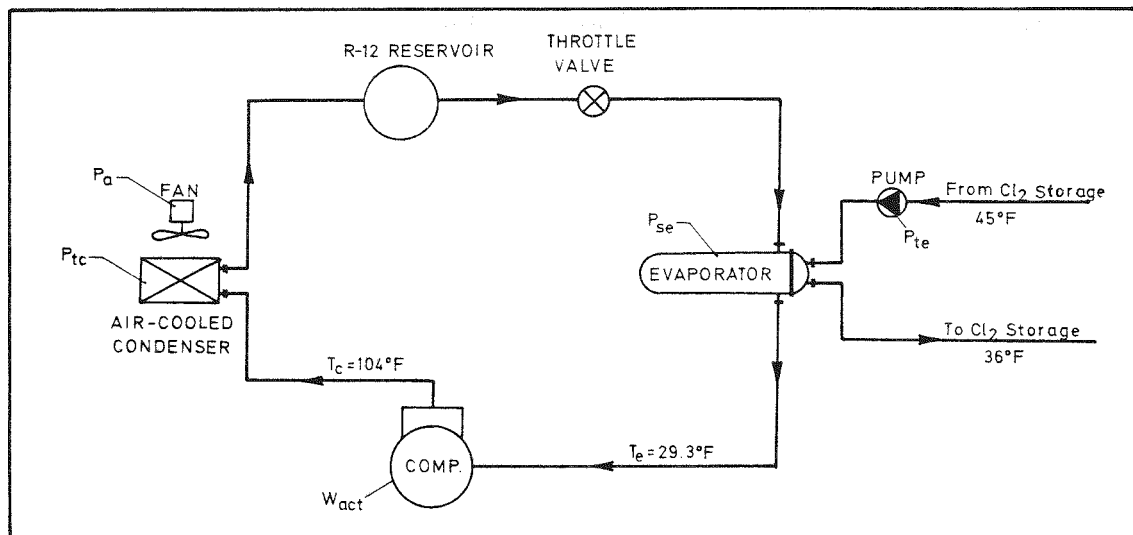 R-12 RESERVOIR
THROTTLE
VALVE
Pa
FAN
PUMP
From Cl2 Storage
45°F
Pte
Pse
EVAPORATOR
Ptc
AIR-COOLED
CONDENSER
To Cl2 Storage
36°F
Tc=104°F
Te=29.3°F
COMP.
Wact